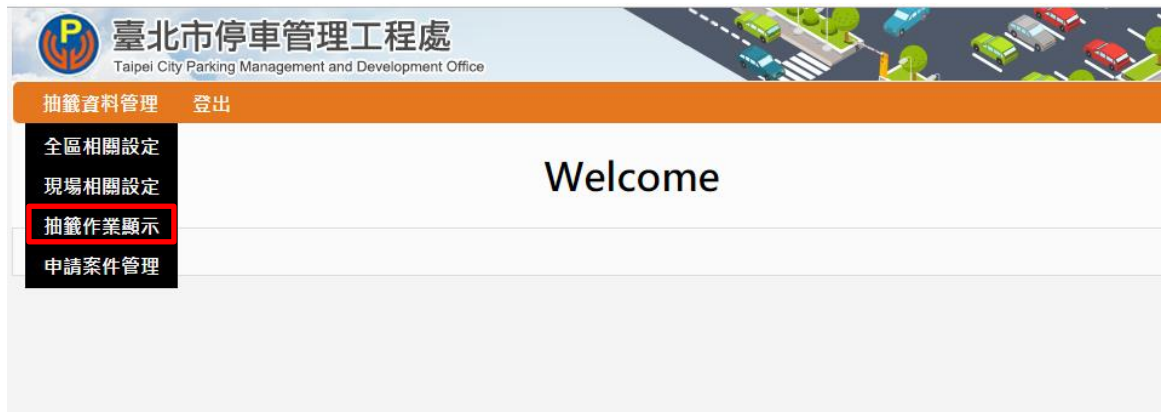 P
臺北市停車管理工程處
Taipei City Parking Management and Development Office
抽籤資料管理 登出
全區相關設定
現場相關設定
抽籤作業顯示
申請案件管理
Welcome